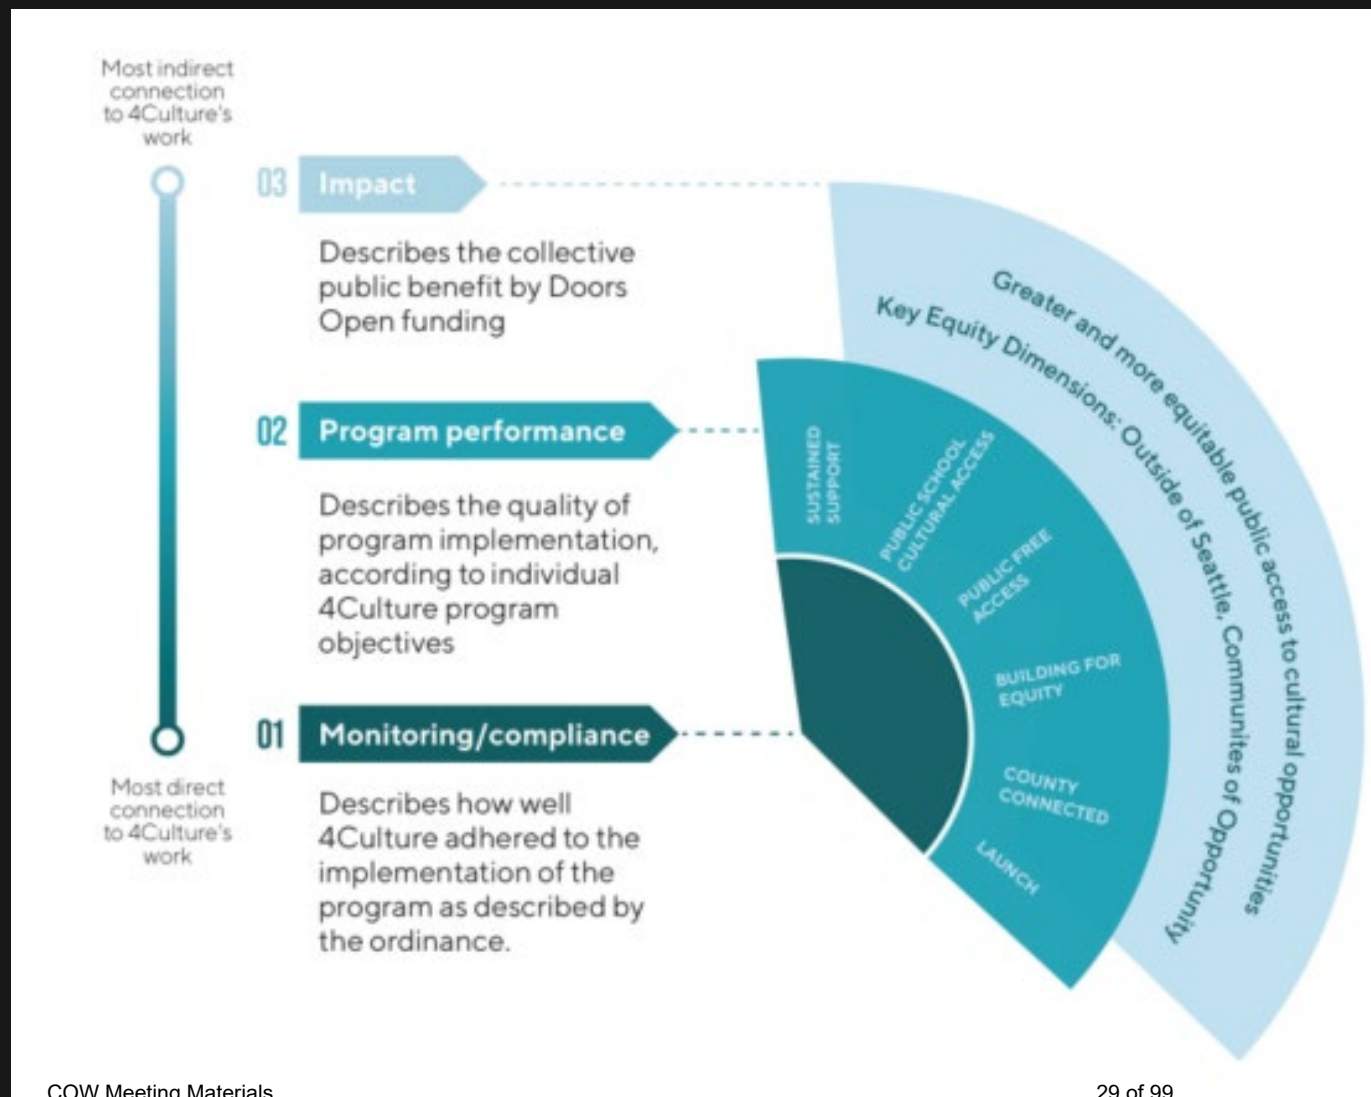 Most indirect
connection
to 4Culture's
work
03 Impact
Describes the collective
public benefit by Doors
Open funding
02 Program performance
Describes the quality of
program implementation,
according to individual
4Culture program
objectives
01 Monitoring/compliance
Describes how well
4Culture adhered to the
implementation of the
program as described by
the ordinance.
Most direct
connection
to 4Culture's
work
Greater and more equitable public access to cultural opportunities
Key Equity Dimensions: Outside of Seattle, Communites of Opportunity
SUSTAINED
SUPPORT
PUBLIC SCHOOL
CULTURAL ACCESS
PUBLIC FREE
ACCESS
BUILDING FOR
EQUITY
COUNTY
CONNECTED
LAUNCH
COW Meeting Materials
29 of 99